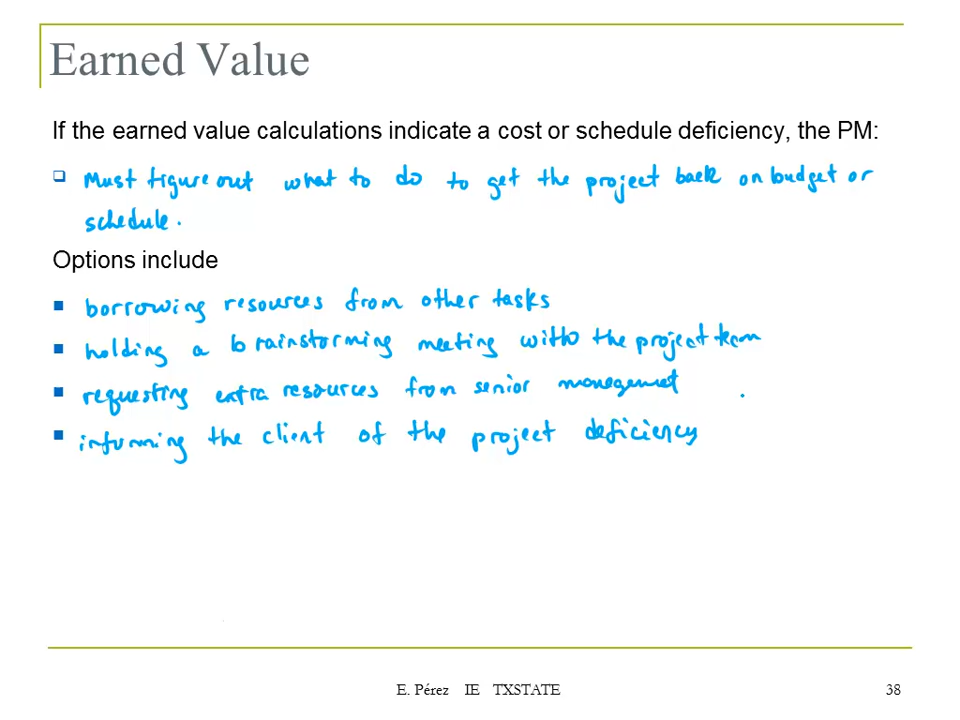 Earned Value
If the earned value calculations indicate a cost or schedule deficiency, the PM:
Must figure out what to do to get the project back on budget or
schedule.
Options include
borrowing resources from other tasks
holding a brainstorming meeting with the project team
requesting extra resources from senior management
informing the client of the project deficiency
E. Pérez IE TXSTATE 38